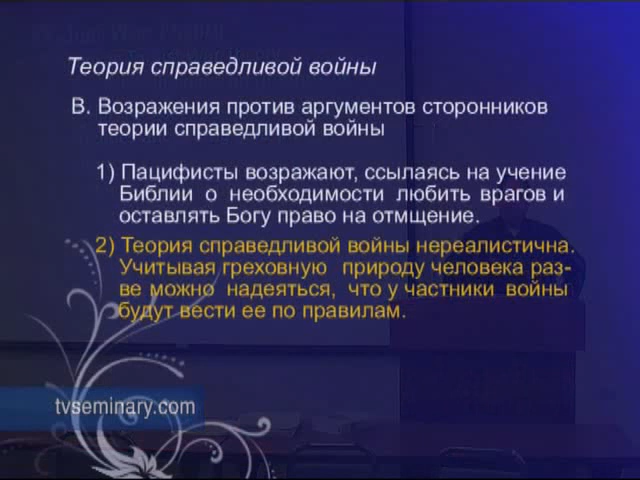 Теория справедливой войны
В. Возражения против аргументов сторонников
теории справедливой войны
1) Пацифисты возражают, ссылаясь на учение
Библии о необходимости любить врагов и
оставлять Богу право на отмщение.
2) Теория справедливой войны нереалистична.
Учитывая греховную природу человека раз-
ве можно надеяться, что у частники войны
будут вести ее по правилам.
tvseminary.com